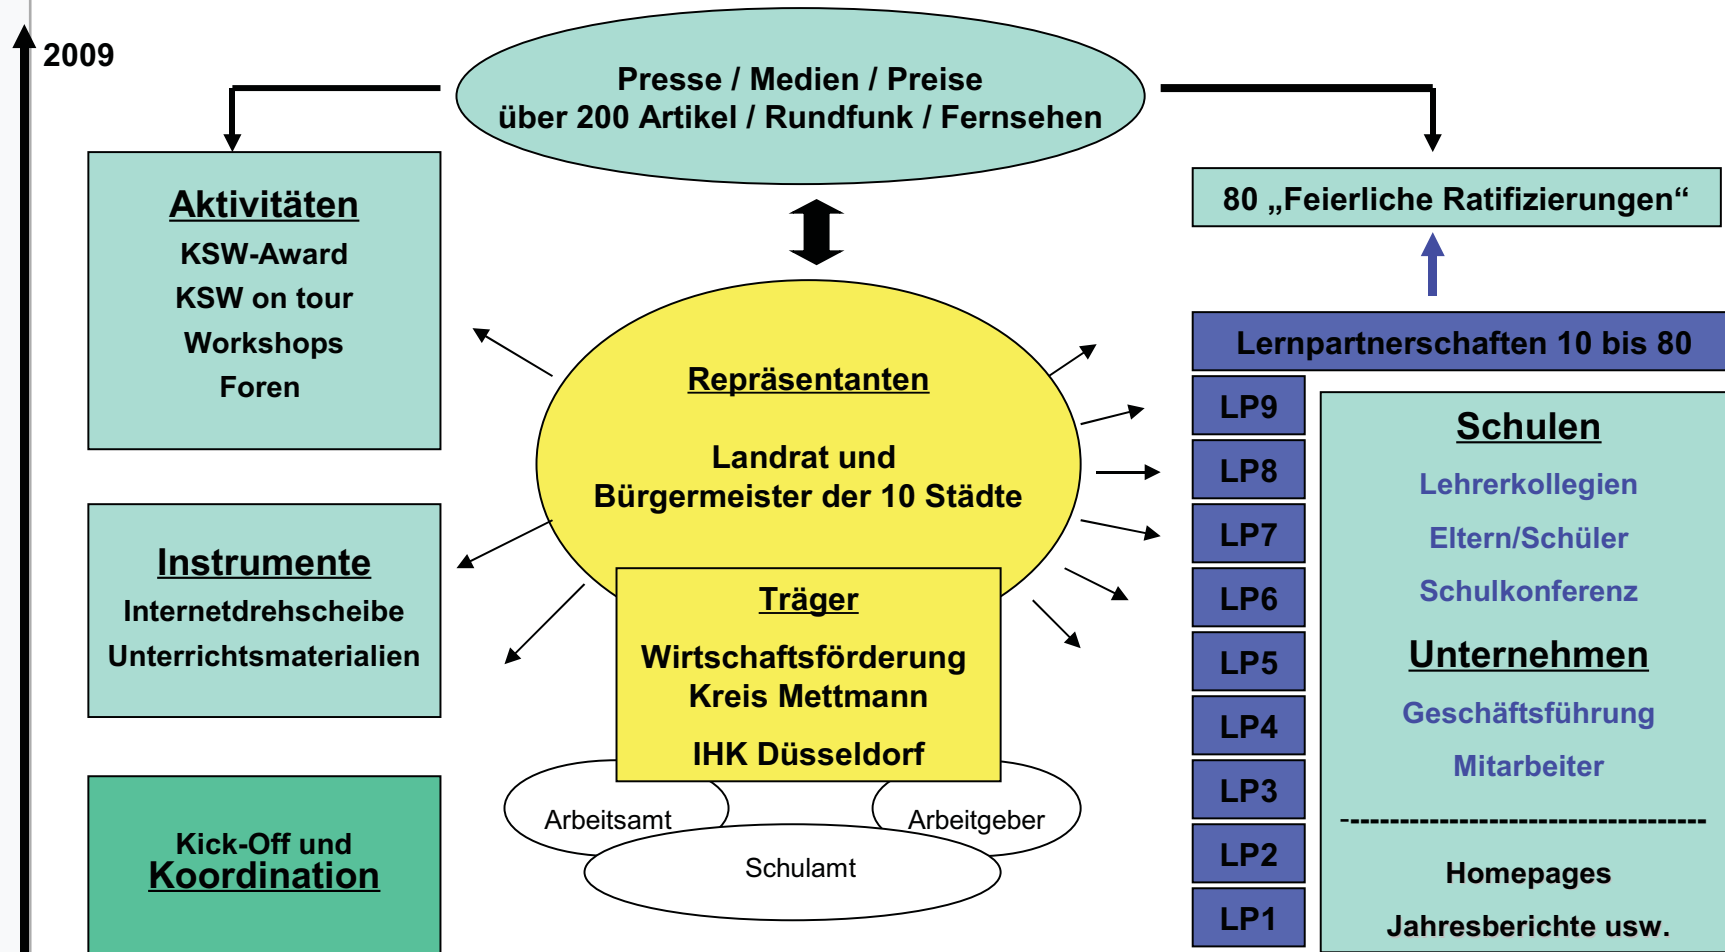 2009
Presse / Medien / Preise
über 200 Artikel / Rundfunk / Fernsehen
Aktivitäten
KSW-Award
KSW on tour
Workshops
Foren
Instrumente
Internetdrehscheibe
Unterrichtsmaterialien
Kick-Off und
Koordination
Repräsentanten
Landrat und
Bürgermeister der 10 Städte
Träger
Wirtschaftsförderung
Kreis Mettmann
IHK Düsseldorf
Arbeitsamt
Arbeitgeber
Schulamt
80 „Feierliche Ratifizierungen“
Lernpartnerschaften 10 bis 80
LP9
LP8
LP7
LP6
LP5
LP4
LP3
LP2
LP1
Schulen
Lehrerkollegien
Eltern/Schüler
Schulkonferenz
Unternehmen
Geschäftsführung
Mitarbeiter
Homepages
Jahresberichte usw.